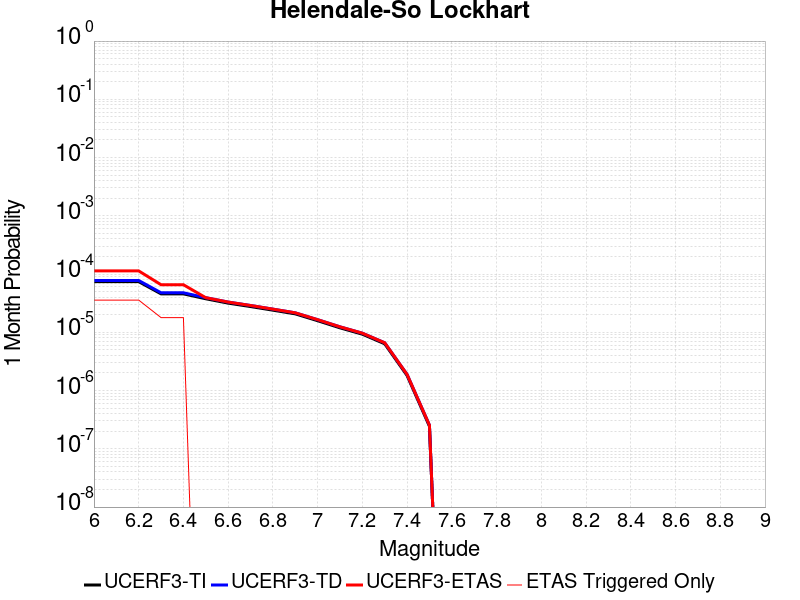 Helendale-So Lockhart
10^0
10^-1
10^-2
10^-3
10^-4
10^-5
10^-6
10^-7
10^-8
1 Month Probability
6 6.2 6.4 6.6 6.8 7 7.2 7.4 7.6 7.8 8 8.2 8.4 8.6 8.8 9
Magnitude
UCERF3-TI UCERF3-TD UCERF3-ETAS ETAS Triggered Only